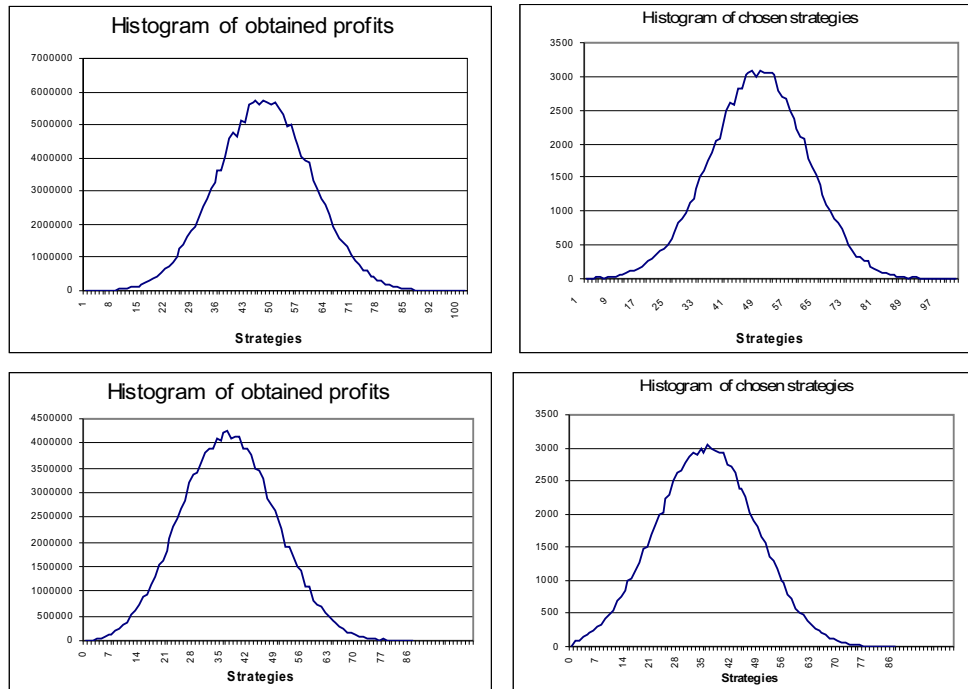 Histogram of obtained profits
7000000
6000000
5000000
4000000
3000000
2000000
1000000
0
1 8 15 22 29 36 43 50 57 64 71 78 85 92 100
Strategies
Histogram of chosen strategies
3500
3000
2500
2000
1500
1000
500
0
1 9 17 25 33 41 49 57 65 73 81 89 97
Strategies
Histogram of obtained profits
4500000
4000000
3500000
3000000
2500000
2000000
1500000
1000000
500000
0
0 7 14 21 28 35 42 49 56 63 71 77 86
Strategies
Histogram of chosen strategies
3500
3000
2500
2000
1500
1000
500
0
0 7 14 21 28 35 42 49 56 63 71 77 86
Strategies